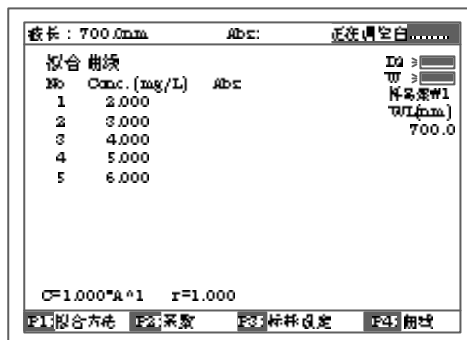 波长：700.0nm Abs: 正在调空白.......
拟合曲线 D2
No Conc.(mg/L) Abs W
1 2.000 样品架#1
2 3.000 WL(nm)
3 4.000 700.0
4 5.000
5 6.000
C=1.000*A^1 r=1.000
F1:拟合方法 F2:系数 F3:标样设定 F4:曲线